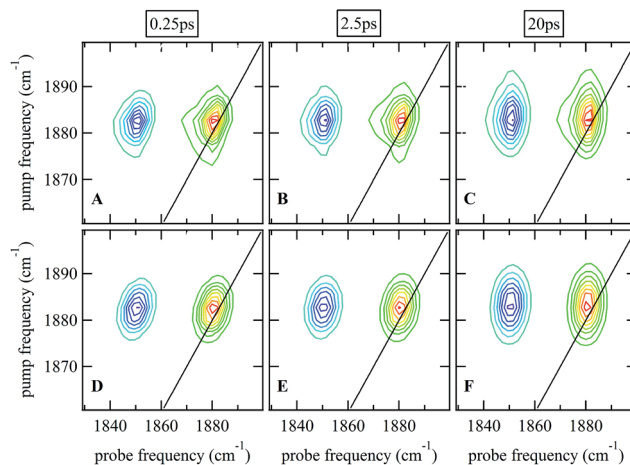 0.25ps 2.5ps 20ps
pump frequency (cm⁻¹)
1890
1880
1870
A B C
pump frequency (cm⁻¹)
1890
1880
1870
D E F
1840 1860 1880 1840 1860 1880 1840 1860 1880
probe frequency (cm⁻¹) probe frequency (cm⁻¹) probe frequency (cm⁻¹)